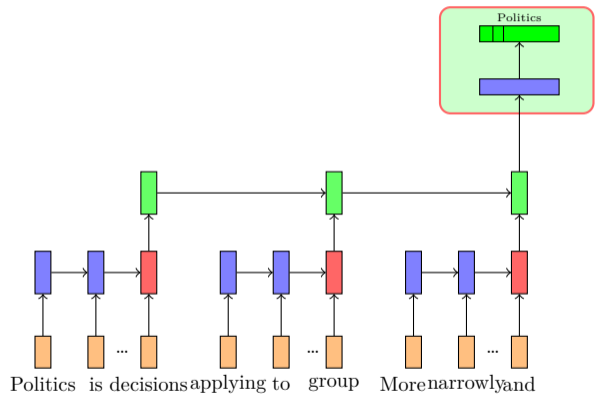 Politics
... ... ...
Politics is decisions applying to group More narrowly and